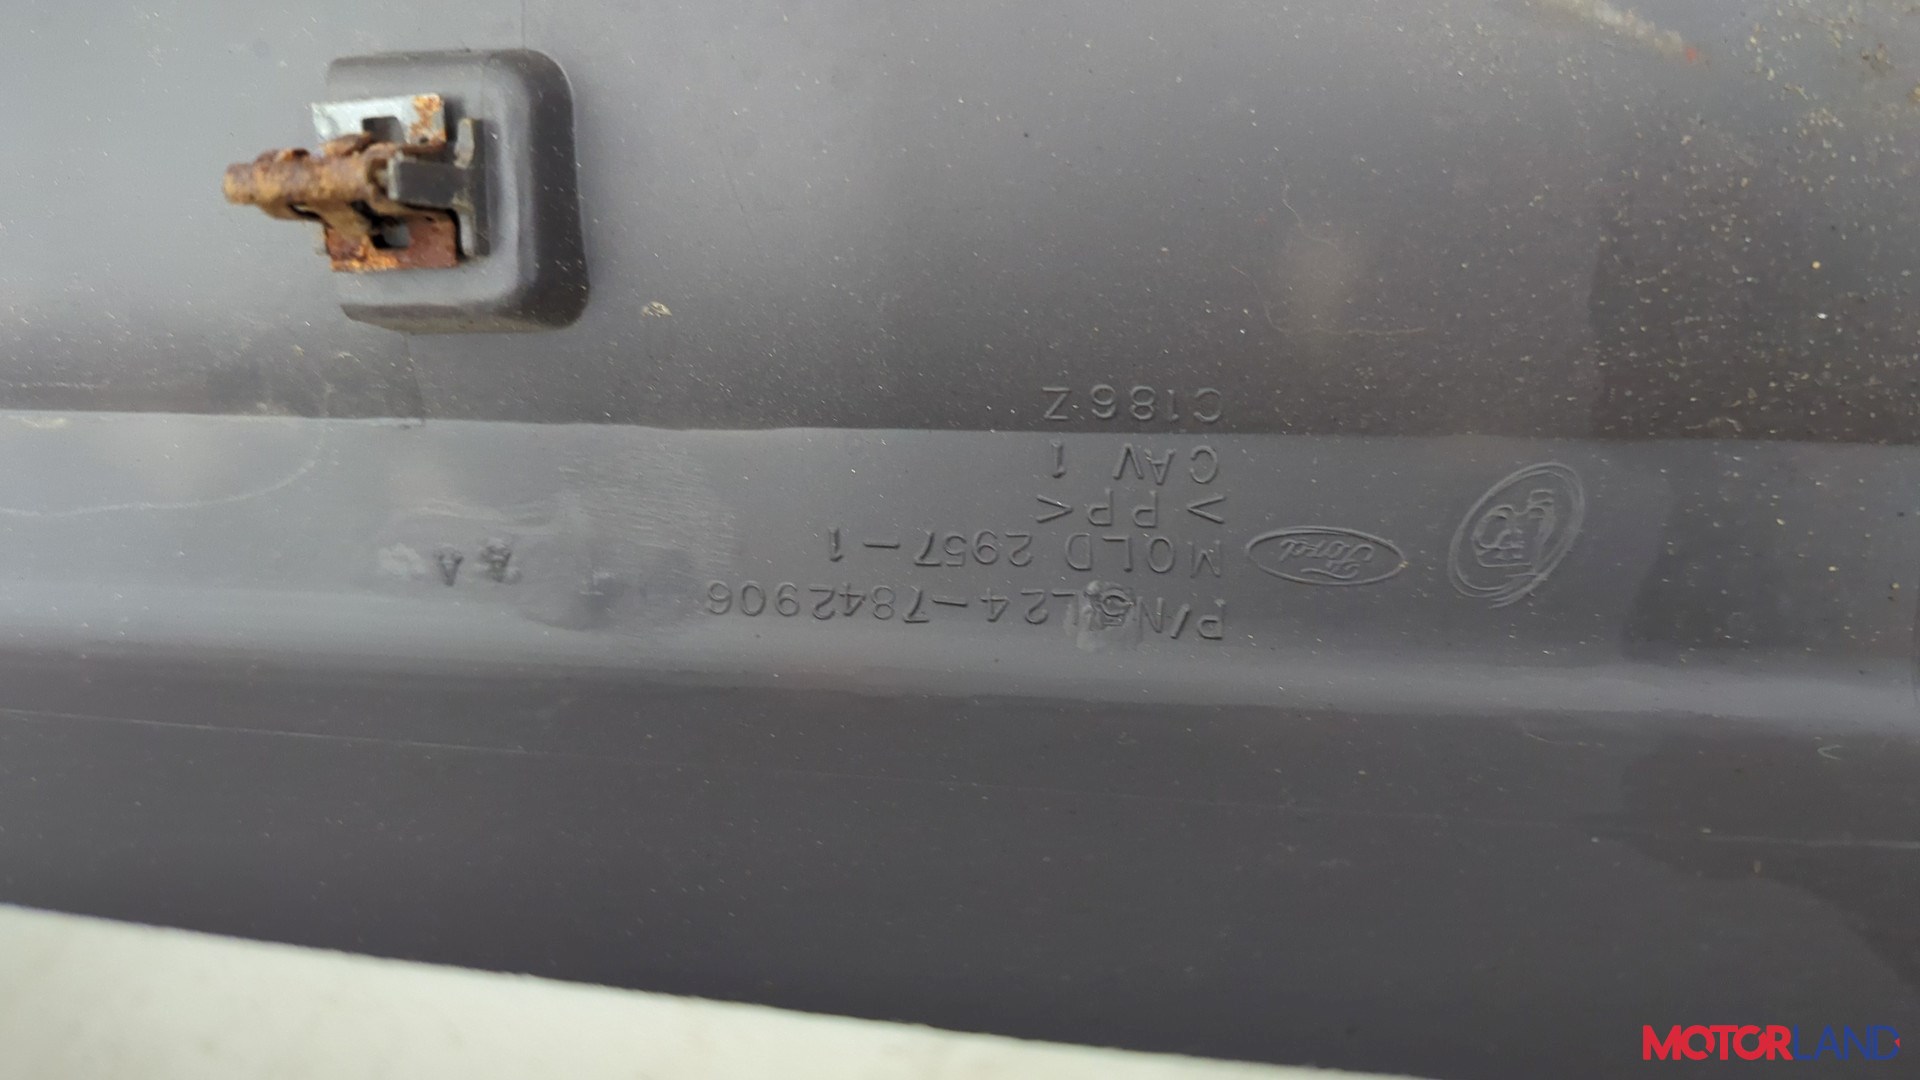 P/N 5L24-7842906
MOLD 2957-1
>PP<
CAV 1
C186Z
Ford
A A
MOTORLAND